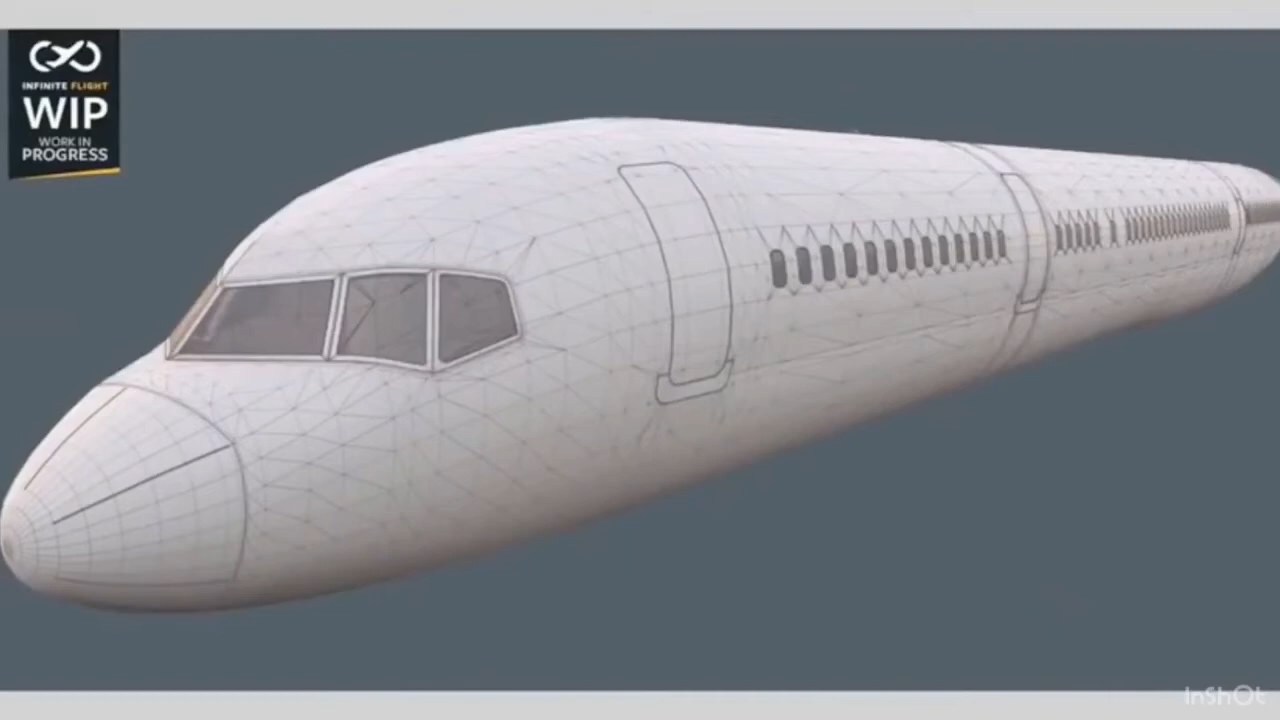 INFINITE FLIGHT
WIP
WORK IN
PROGRESS
InShOt